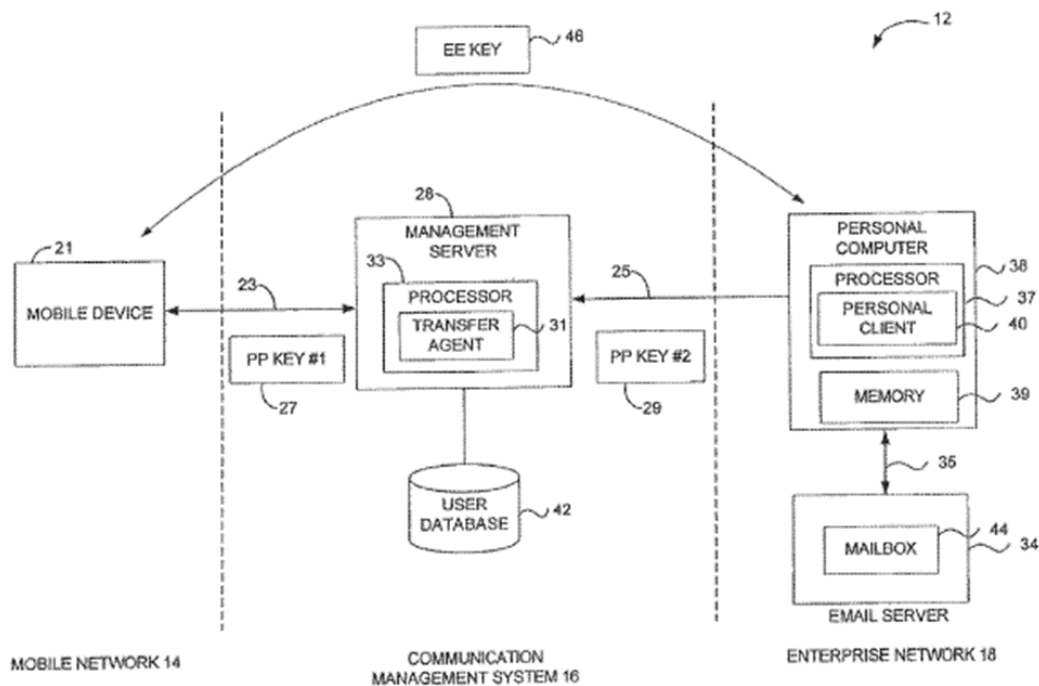 12
EE KEY
46
28
MANAGEMENT
SERVER
33
PROCESSOR
TRANSFER
AGENT
31
21
MOBILE DEVICE
23
PP KEY #1
27
25
PP KEY #2
29
PERSONAL
COMPUTER
38
PROCESSOR
37
PERSONAL
CLIENT
40
MEMORY
39
35
USER
DATABASE
42
MAILBOX
44
34
EMAIL SERVER
MOBILE NETWORK 14
COMMUNICATION
MANAGEMENT SYSTEM 16
ENTERPRISE NETWORK 18